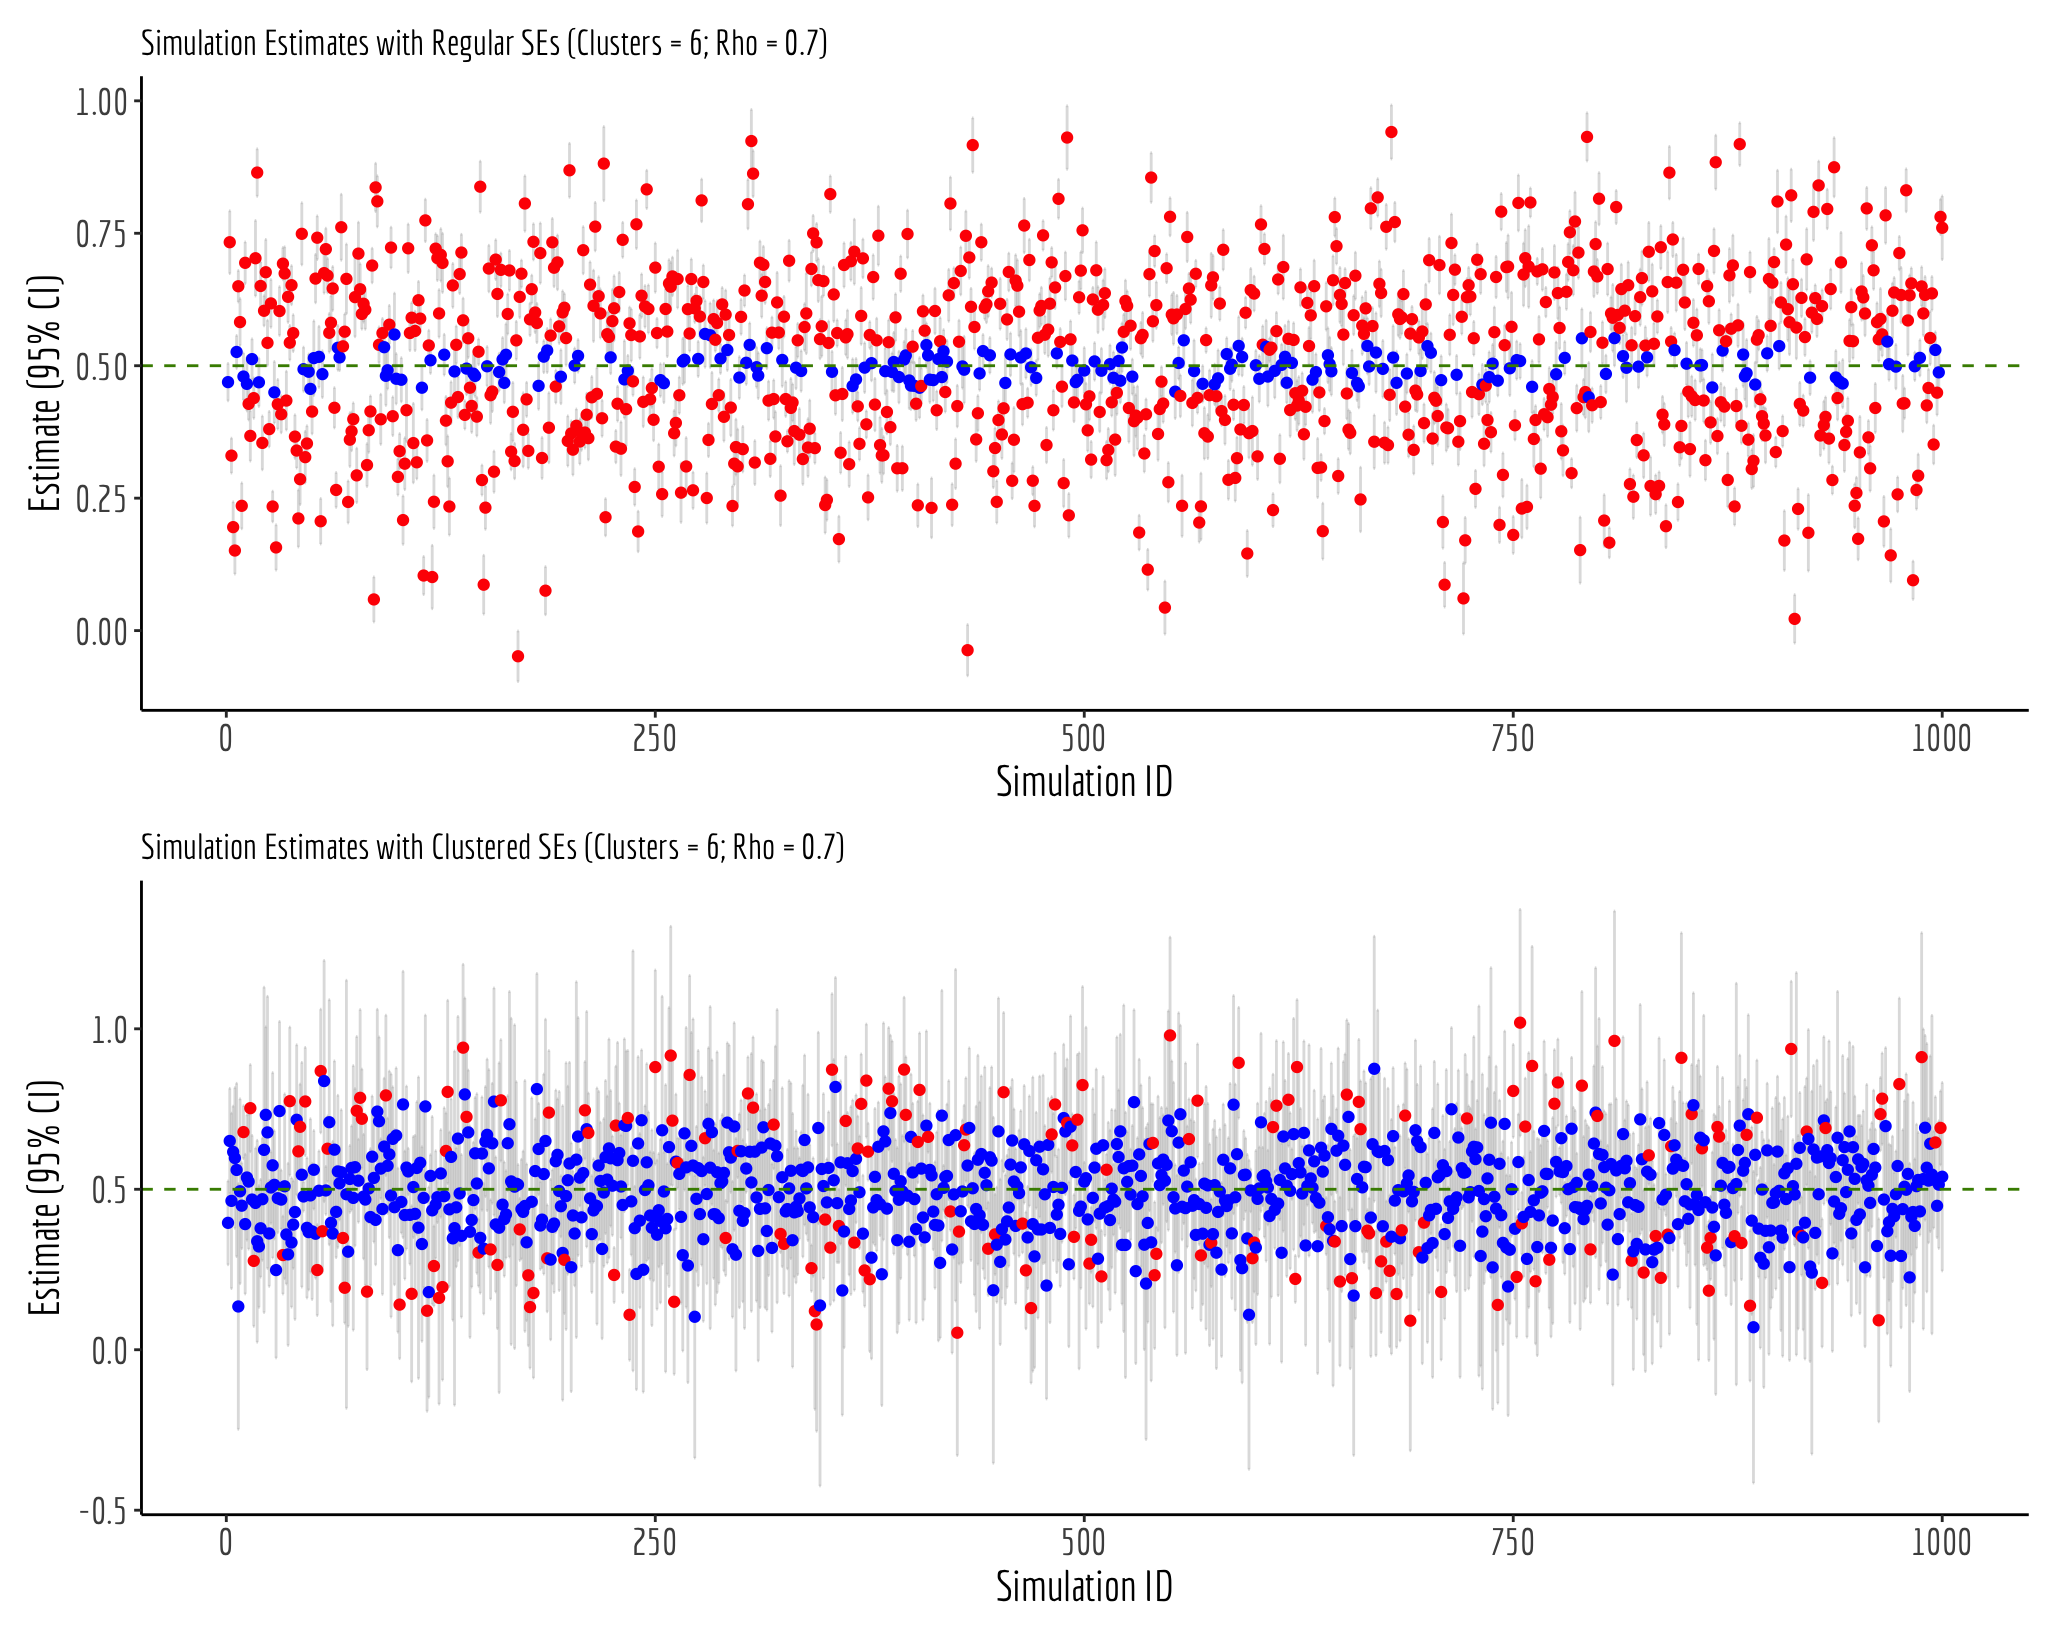 Simulation Estimates with Regular SEs (Clusters = 6; Rho = 0.7)
1.00
0.75
0.50
0.25
0.00
Estimate (95% CI)
0 250 500 750 1000
Simulation ID
Simulation Estimates with Clustered SEs (Clusters = 6; Rho = 0.7)
1.0
0.5
0.0
-0.5
Estimate (95% CI)
0 250 500 750 1000
Simulation ID